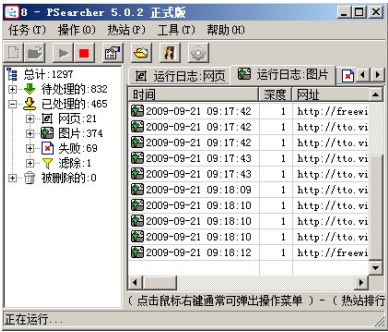 8 - PSearcher 5.0.2 正式版
任务(T) 操作(O) 热站(P) 工具(T) 帮助(H)
总计:1297
待处理的:832
已处理的:465
网页:21
图片:374
失败:69
滤除:1
被删除的:0
运行日志:网页 运行日志:图片
时间 深度 网址
2009-09-21 09:17:42 1 http://freewi
2009-09-21 09:17:42 1 http://tto.vi
2009-09-21 09:17:42 1 http://tto.vi
2009-09-21 09:17:43 1 http://tto.vi
2009-09-21 09:17:43 1 http://tto.vi
2009-09-21 09:18:09 1 http://tto.vi
2009-09-21 09:18:10 1 http://tto.vi
2009-09-21 09:18:10 1 http://tto.vi
2009-09-21 09:18:10 1 http://tto.vi
2009-09-21 09:18:12 1 http://freewi
( 点击鼠标右键通常可弹出操作菜单 ) - ( 热站排行
正在运行...